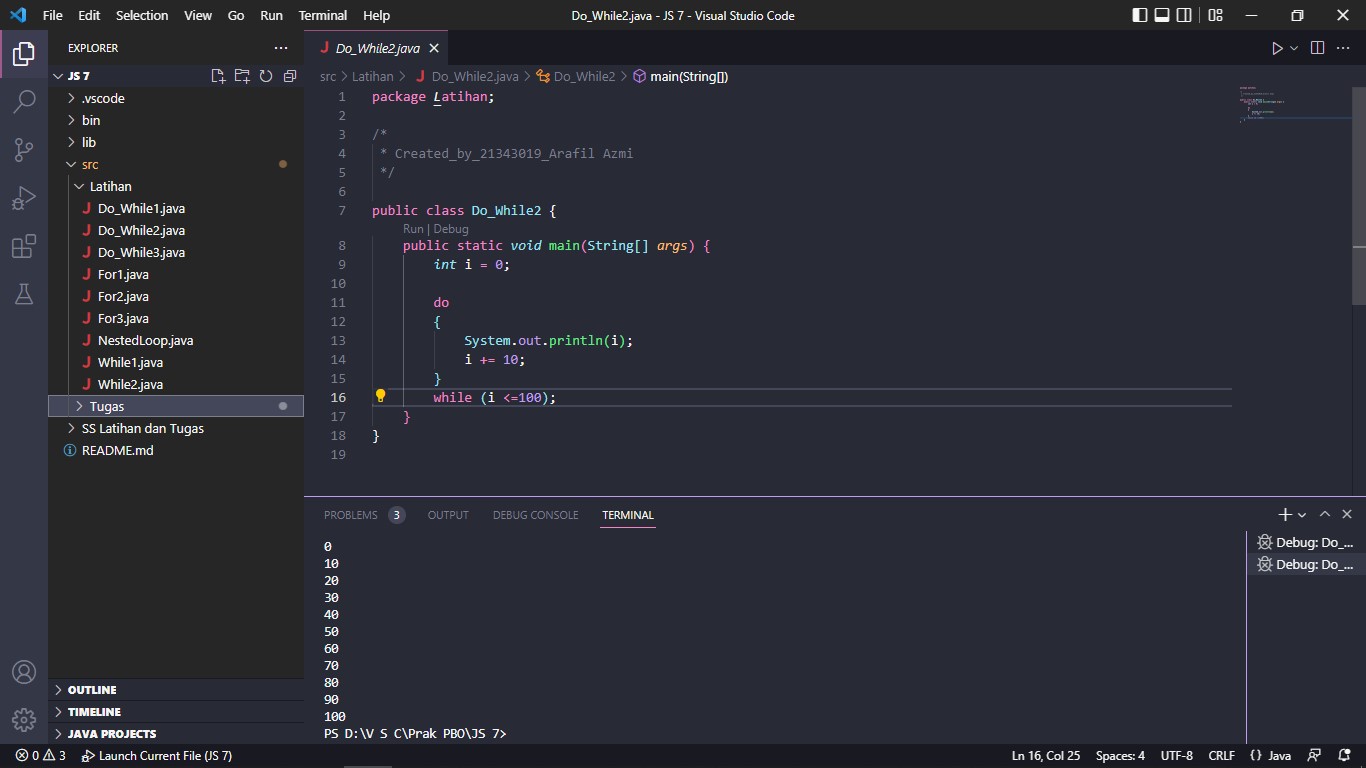 File Edit Selection View Go Run Terminal Help
Do_While2.java - JS 7 - Visual Studio Code
EXPLORER
JS 7
.vscode
bin
lib
src
Latihan
J Do_While1.java
J Do_While2.java
J Do_While3.java
J For1.java
J For2.java
J For3.java
J NestedLoop.java
J While1.java
J While2.java
Tugas
SS Latihan dan Tugas
README.md
OUTLINE
TIMELINE
JAVA PROJECTS
J Do_While2.java
src > Latihan > J Do_While2.java > Do_While2 > main(String[])
1 package Latihan;
2
3 /*
4 * Created_by_21343019_Arafil Azmi
5 */
6
7 public class Do_While2 {
Run | Debug
8 public static void main(String[] args) {
9 int i = 0;
10
11 do
12 {
13 System.out.println(i);
14 i += 10;
15 }
16 while (i <=100);
17 }
18 }
19
PROBLEMS 3 OUTPUT DEBUG CONSOLE TERMINAL
0
10
20
30
40
50
60
70
80
90
100
PS D:\V S C\Prak PBO\JS 7>
Debug: Do_...
Debug: Do_...
0 3 Launch Current File (JS 7)
Ln 16, Col 25 Spaces: 4 UTF-8 CRLF {} Java